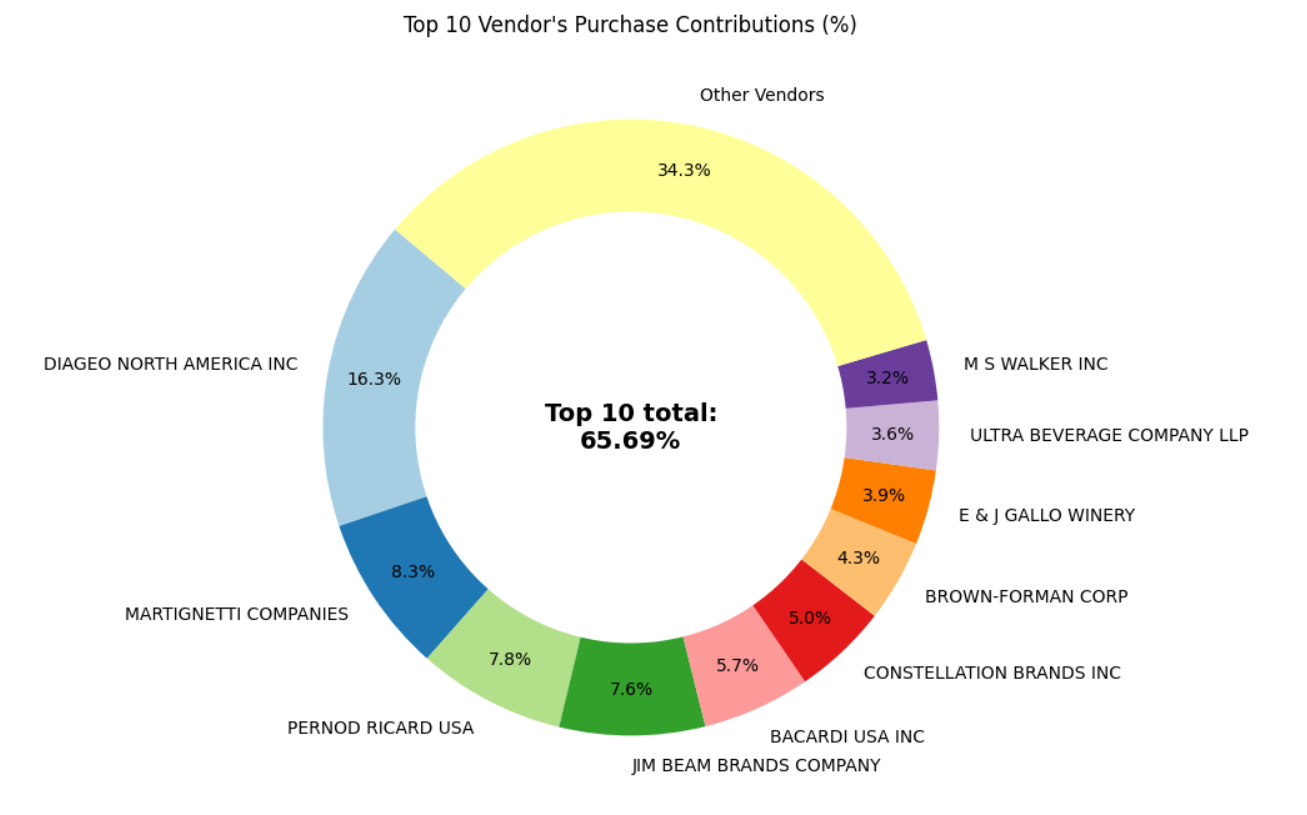 Top 10 Vendor's Purchase Contributions (%)
Other Vendors
34.3%
DIAGEO NORTH AMERICA INC
16.3%
M S WALKER INC
3.2%
Top 10 total:
65.69%
ULTRA BEVERAGE COMPANY LLP
3.6%
E & J GALLO WINERY
3.9%
BROWN-FORMAN CORP
4.3%
MARTIGNETTI COMPANIES
8.3%
CONSTELLATION BRANDS INC
5.0%
PERNOD RICARD USA
7.8%
BACARDI USA INC
5.7%
JIM BEAM BRANDS COMPANY
7.6%